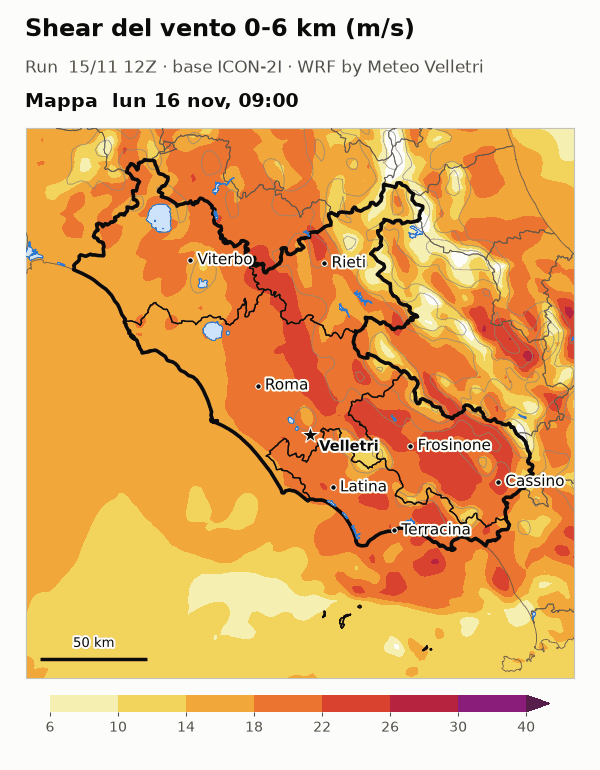 Shear del vento 0-6 km (m/s)
Run 15/11 12Z · base ICON-2I · WRF by Meteo Velletri
Mappa lun 16 nov, 09:00
Viterbo
Rieti
Roma
Velletri
Frosinone
Latina
Cassino
Terracina
50 km
6 10 14 18 22 26 30 40